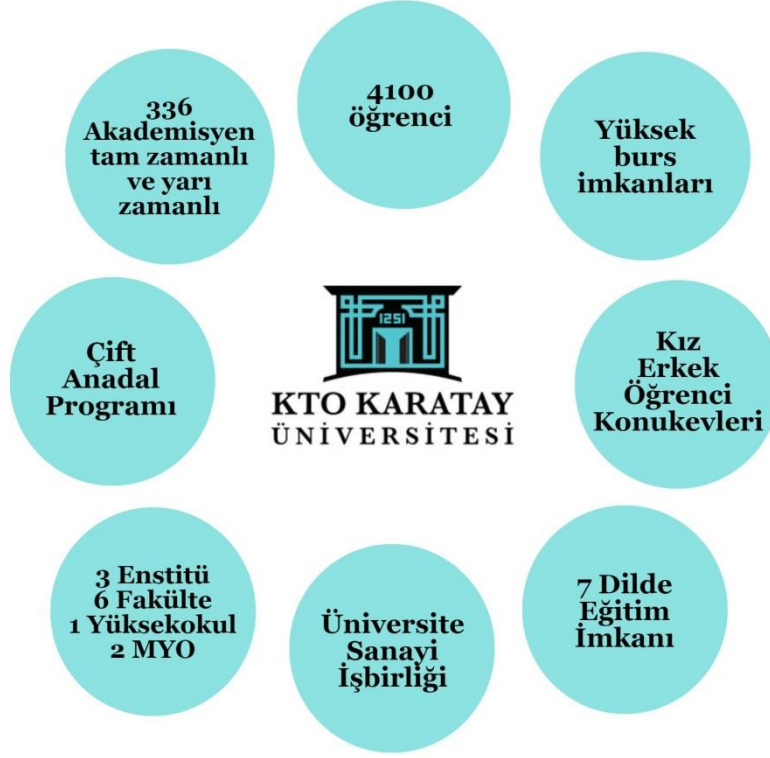 336
Akademisyen
tam zamanlı
ve yarı
zamanlı
4100
öğrenci
Yüksek
burs
imkanları
Çift
Anadal
Programı
1251
KTO KARATAY
ÜNİVERSİTESİ
Kız
Erkek
Öğrenci
Konukevleri
3 Enstitü
6 Fakülte
1 Yüksekokul
2 MYO
Üniversite
Sanayi
İşbirliği
7 Dilde
Eğitim
İmkanı